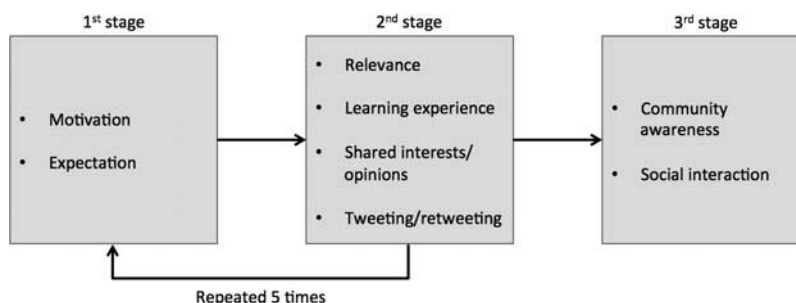 1st stage
• Motivation
• Expectation
2nd stage
• Relevance
• Learning experience
• Shared interests/
opinions
• Tweeting/retweeting
3rd stage
• Community
awareness
• Social interaction
Repeated 5 times